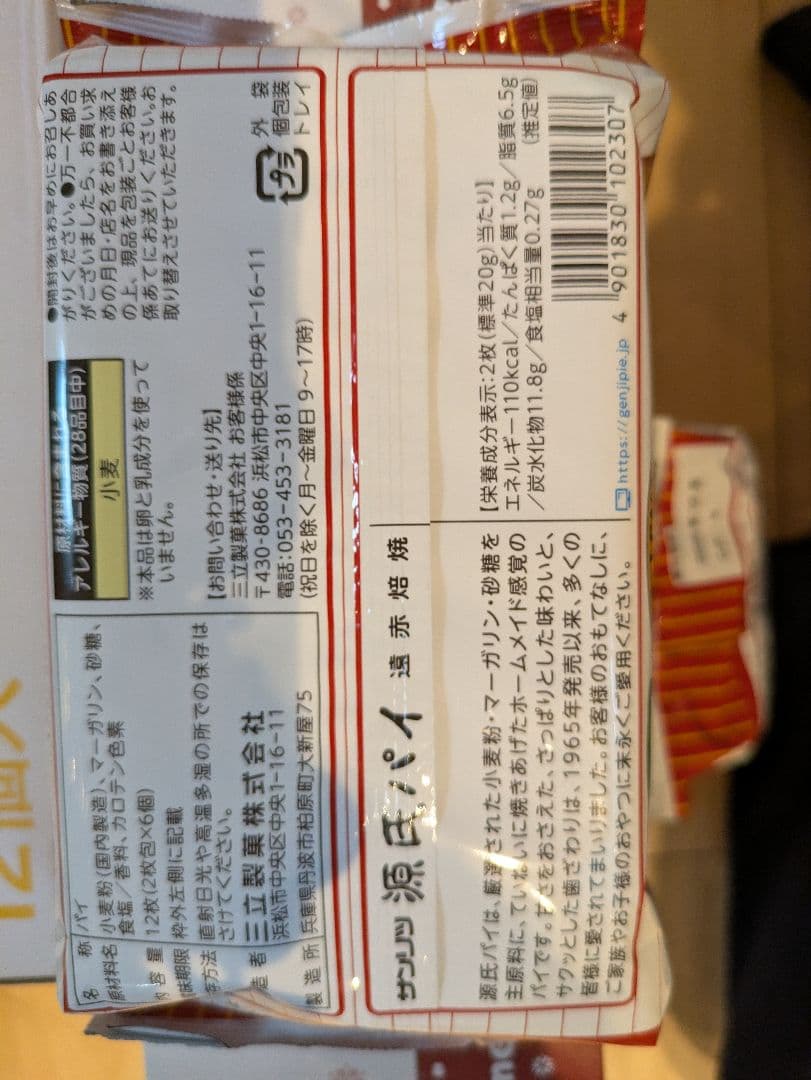 12個入
名称 パイ
原材料名 小麦粉(国内製造)、マーガリン、砂糖、
食塩/香料、カロテン色素
内容量 12枚(2枚包×6個)
味期限 枠外左側に記載
存方法 直射日光や高温多湿の所での保存は
さけてください。
造者 三立製菓株式会社
浜松市中央区中央1-16-11
製造所 兵庫県丹波市柏原町大新屋75
アレルギー物質(28品目中)
小麦
※本品は卵と乳成分を使って
いません。
【お問い合わせ・送り先】
三立製菓株式会社 お客様係
〒430-8686 浜松市中央区中央1-16-11
電話:053-453-3181
(祝日を除く月~金曜日 9~17時)
●開封後はお早めにお召しあ
がりください。●万一不都合
がございましたら、お買い求
めの月日・店名をお書き添え
の上、現品を包装ごとお客様
係あてにお送りください。お
取り替えさせていただきます。
プラ
外袋
個包装
トレイ
サンリツ 源氏パイ 遠赤焙焼
源氏パイは、厳選された小麦粉・マーガリン・砂糖を
主原料に、ていねいに焼きあげたホームメイド感覚の
パイです。甘さをおさえた、さっぱりとした味わいと、
サクッとした歯ざわりは、1965年発売以来、多くの
皆様に愛されてまいりました。お客様のおもてなしに、
ご家族やお子様のおやつに末永くご愛用ください。
【栄養成分表示:2枚(標準20g)当たり】
エネルギー110kcal/たんぱく質1.2g/脂質6.5g
/炭水化物11.8g/食塩相当量0.27g (推定値)
https://genjipie.jp
4 901830 102307